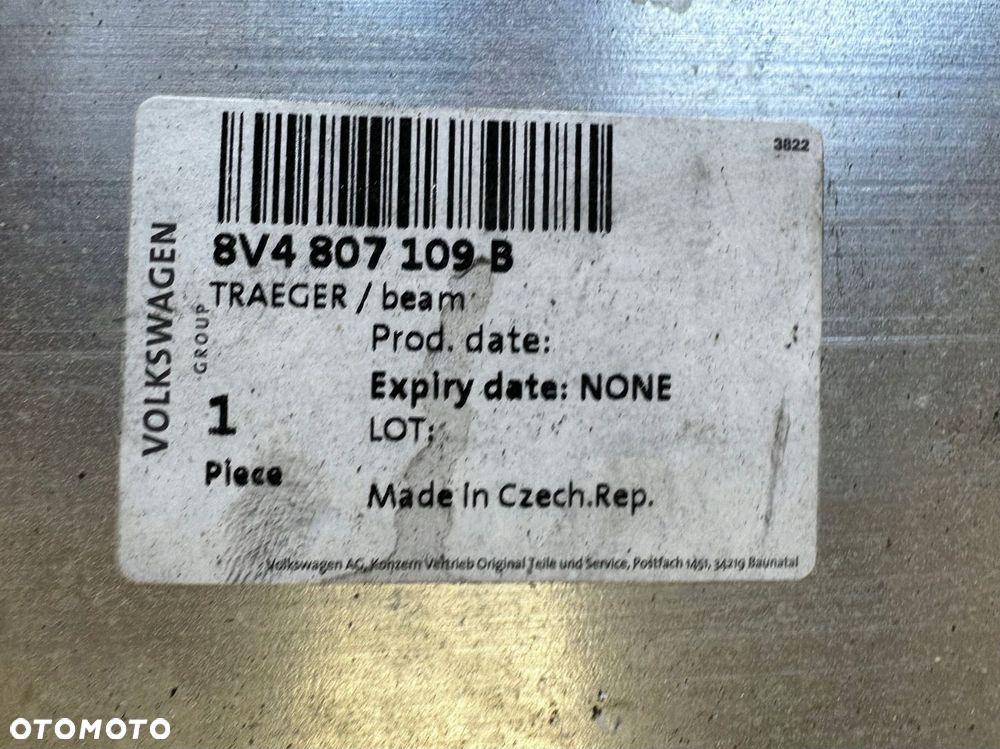 3822
8V4 807 109 B
TRAEGER / beam
Prod. date:
Expiry date: NONE
LOT:
1
Piece
Made in Czech.Rep.
VOLKSWAGEN
GROUP
Volkswagen AG, Konzern Vertrieb Original Teile und Service, Postfach 1451, 34219 Baunatal
OTOMOTO